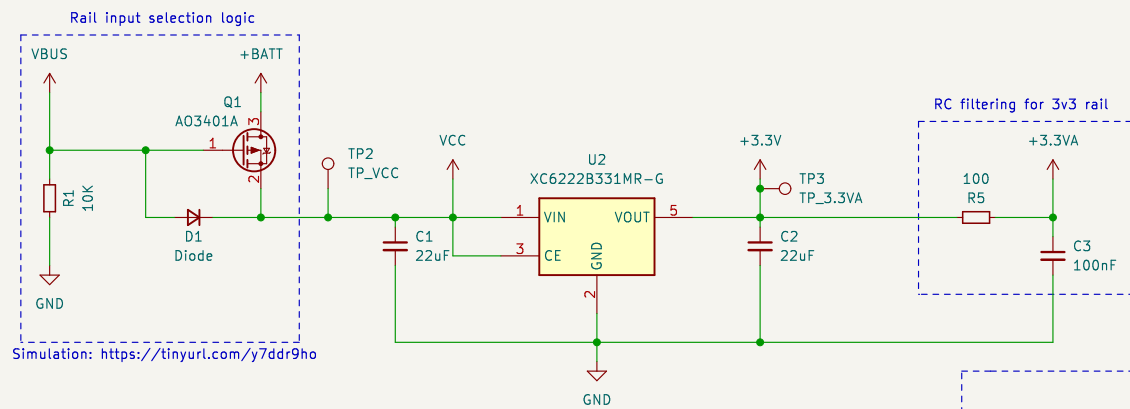 Rail input selection logic
VBUS
+BATT
Q1
AO3401A
3
1
2
R1
10K
D1
Diode
GND
Simulation: https://tinyurl.com/y7ddr9ho
TP2
TP_VCC
VCC
C1
22uF
U2
XC6222B331MR-G
1
VIN
VOUT
5
3
CE
GND
2
GND
+3.3V
TP3
TP_3.3VA
C2
22uF
RC filtering for 3v3 rail
+3.3VA
100
R5
C3
100nF